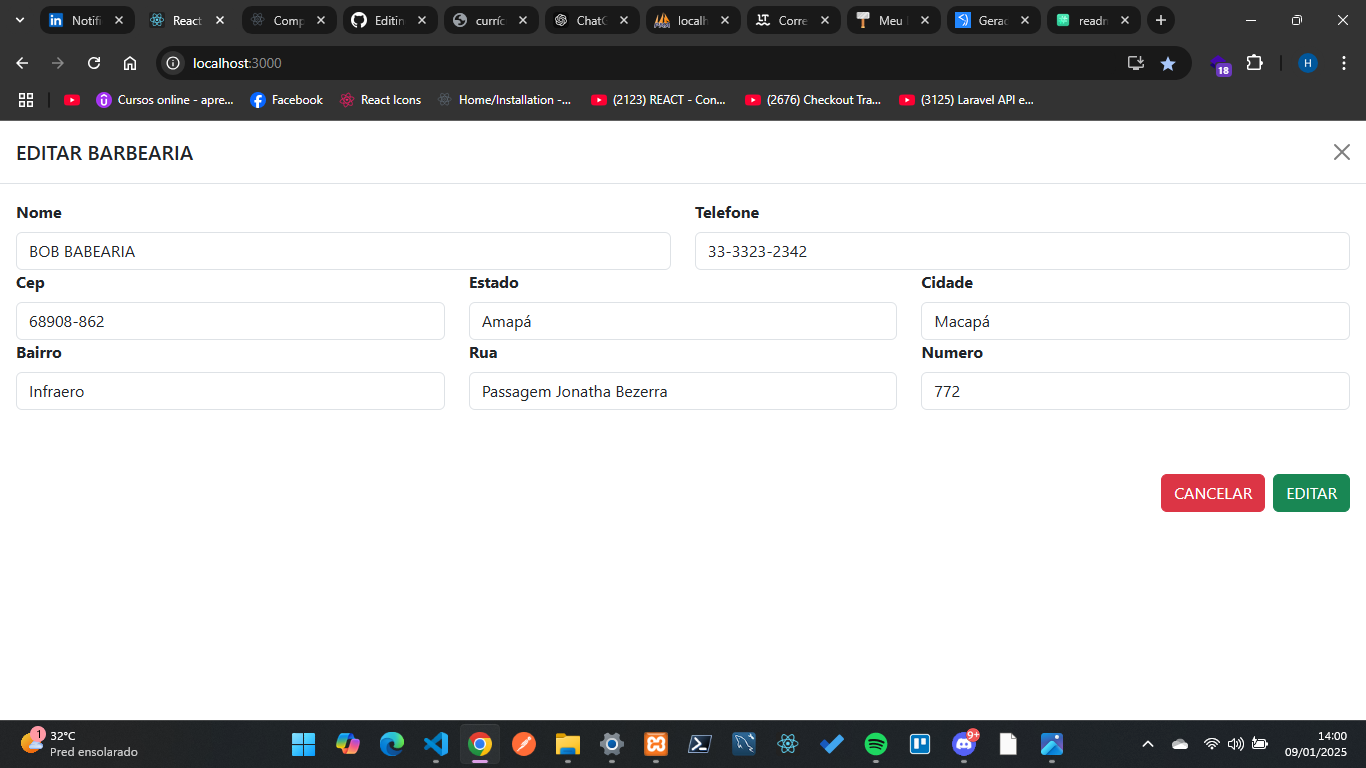 Notifi
React
Comp
Editin
curríc
ChatG
localh
Corre
Meu
Gerac
readn
localhost:3000
18
H
Cursos online - apre...
Facebook
React Icons
Home/Installation -...
(2123) REACT - Con...
(2676) Checkout Tra...
(3125) Laravel API e...
EDITAR BARBEARIA
Nome
Telefone
BOB BABEARIA
33-3323-2342
Cep
Estado
Cidade
68908-862
Amapá
Macapá
Bairro
Rua
Numero
Infraero
Passagem Jonatha Bezerra
772
CANCELAR
EDITAR
1
32°C
Pred ensolarado
9+
14:00
09/01/2025